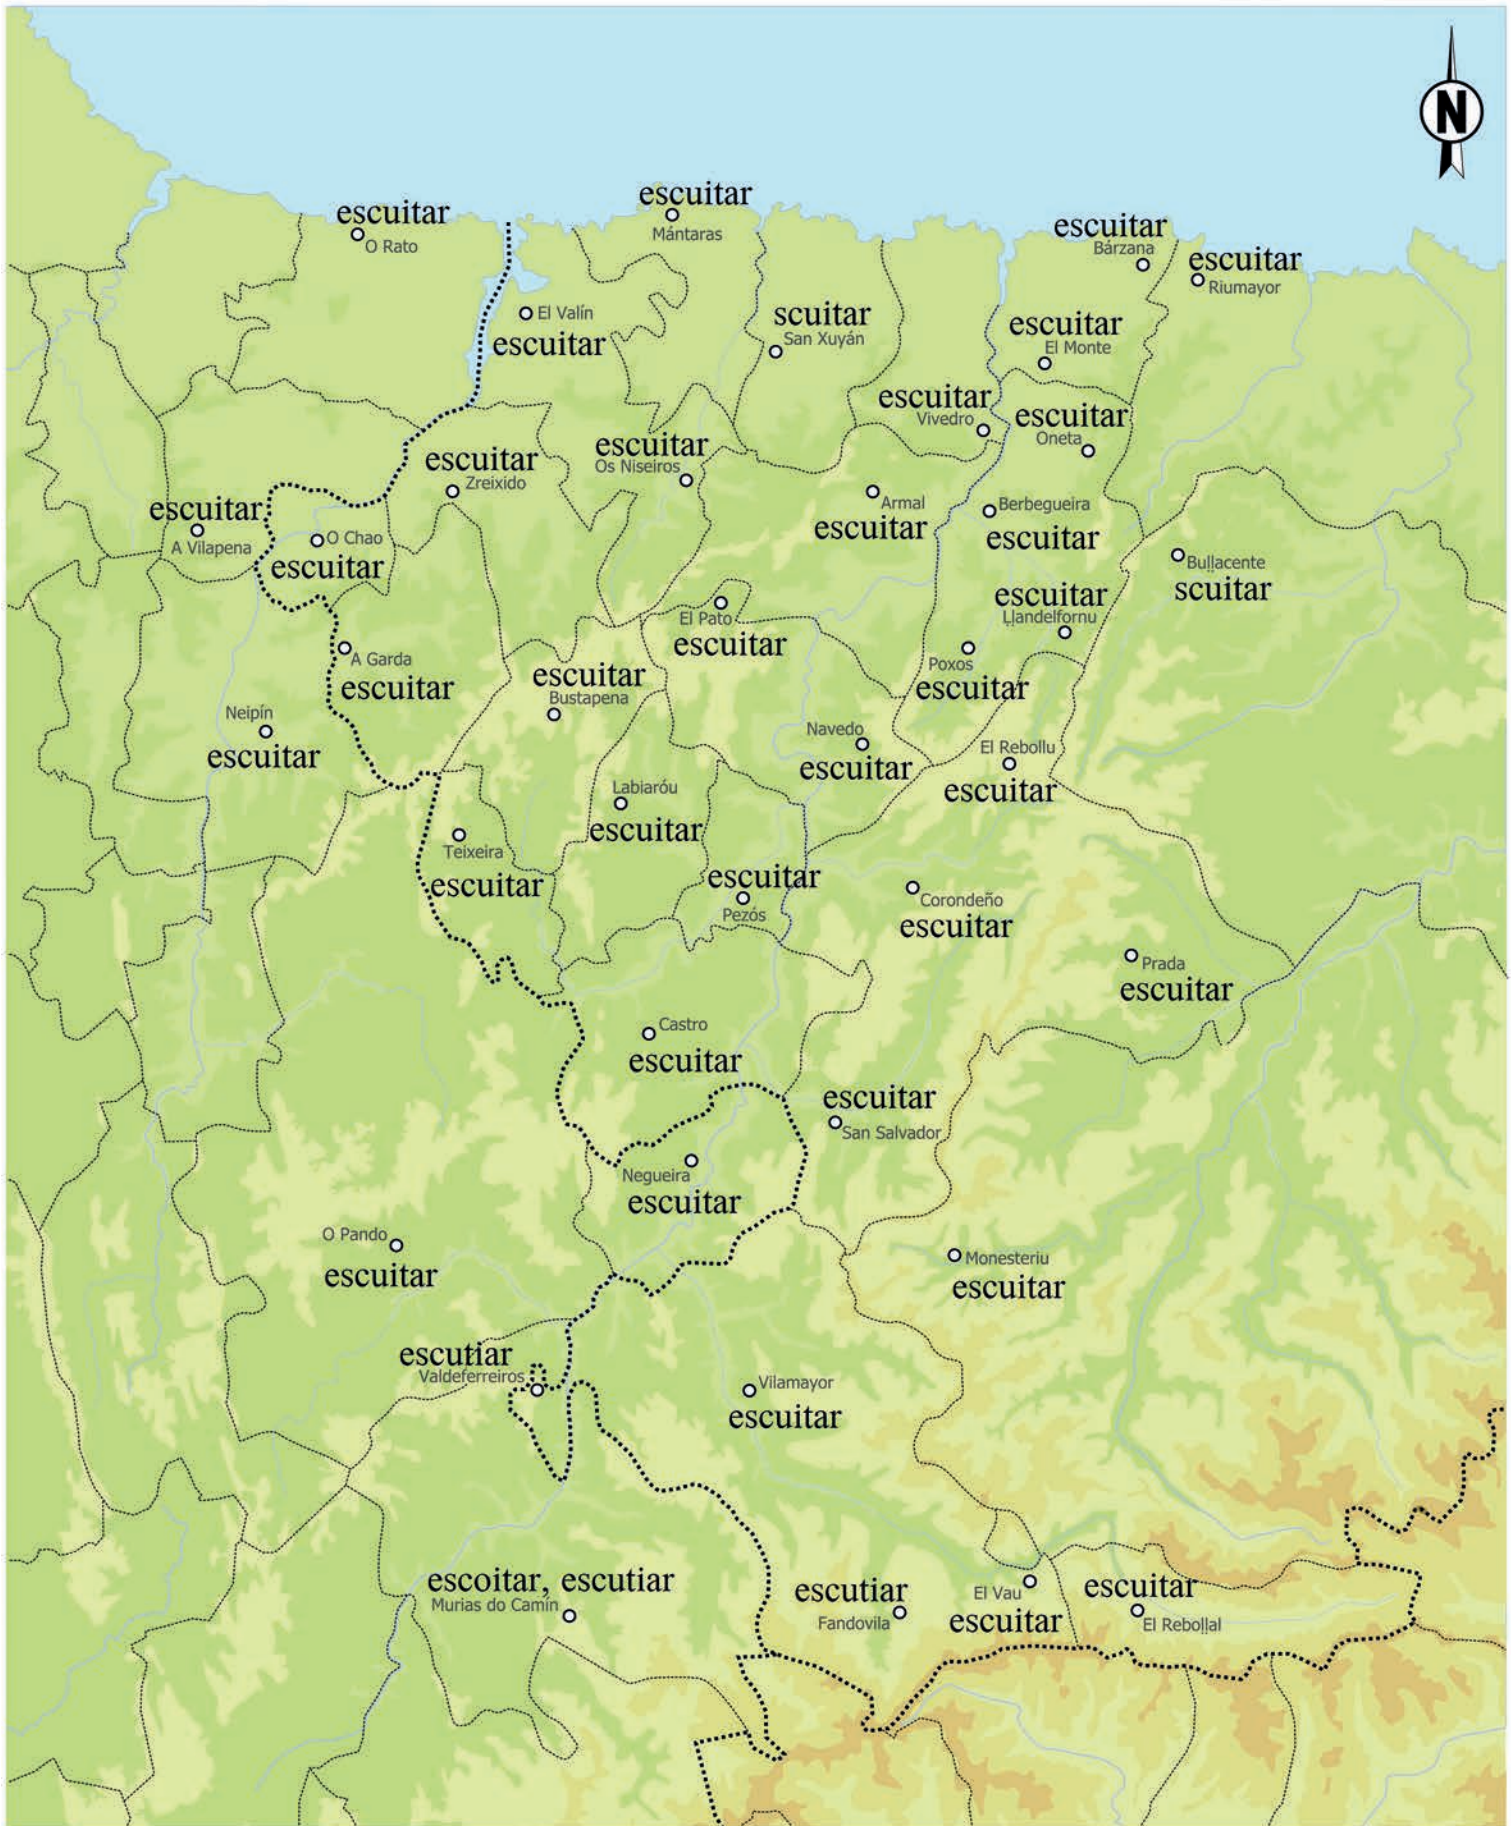 N
escuitar
O Rato
escuitar
Mántaras
escuitar
Bárzana
escuitar
Riumayor
El Valín
escuitar
scuitar
San Xuyán
escuitar
El Monte
escuitar
Vivedro
escuitar
Oneta
escuitar
Zreixido
escuitar
Os Niseiros
escuitar
A Vilapena
O Chao
escuitar
Armal
escuitar
Berbegueira
escuitar
Buḷḷacente
scuitar
escuitar
Ḷḷandelfornu
El Pato
escuitar
A Garda
escuitar
escuitar
Bustapena
Poxos
escuitar
Neipín
escuitar
Navedo
escuitar
El Rebollu
escuitar
Labiaróu
escuitar
Teixeira
escuitar
escuitar
Pezós
Corondeño
escuitar
Prada
escuitar
Castro
escuitar
escuitar
San Salvador
Negueira
escuitar
O Pando
escuitar
Monesteriu
escuitar
escutiar
Valdeferreiros
Vilamayor
escuitar
escoitar, escutiar
Murias do Camín
escutiar
Fandovila
El Vau
escuitar
escuitar
El Reboḷḷal